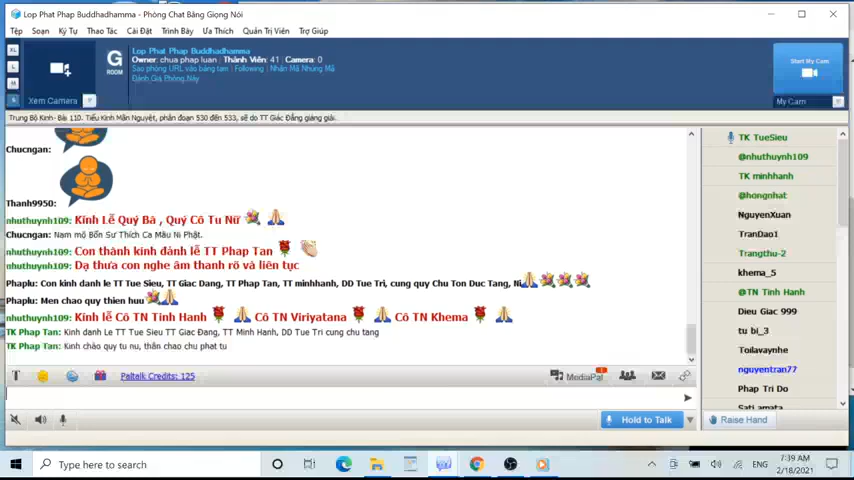 Lop Phat Phap Buddhadhamma - Phòng Chat Bằng Giọng Nói
Tệp Soạn Ký Tự Thao Tác Cài Đặt Trình Bày Ưa Thích Quản Trị Viên Trợ Giúp
XL
L
M
S
Xem Camera
G
ROOM
Lop Phat Phap Buddhadhamma
Owner: chua phap luan | Thành Viên: 41 | Camera: 0
Sao phòng URL vào bảng tạm | Following | Nhấn Mã Nhúng Mã
Đánh Giá Phòng Này
Start My Cam
My Cam
Trung Bộ Kinh- Bài 110. Tiểu Kinh Mãn Nguyệt, phân đoạn 530 đến 533, sẽ do TT Giác Đẳng giảng giải.
Chucngan:
Thanh9950:
nhuthuynh109: Kính Lễ Quý Bà , Quý Cô Tu Nữ
Chucngan: Nam mô Bổn Sư Thích Ca Mâu Ni Phật.
nhuthuynh109: Con thành kính đảnh lễ TT Phap Tan
nhuthuynh109: Dạ thưa con nghe âm thanh rõ và liên tục
Phaplu: Con kinh danh le TT Tue Sieu, TT Giac Dang, TT Phap Tan, TT minhhanh, DD Tue Tri, cung quy Chu Ton Duc Tang, Ni
Phaplu: Men chao quy thien huu
nhuthuynh109: Kính lễ Cô TN Tinh Hanh Cô TN Viriyatana Cô TN Khema
TK Phap Tan: Kinh danh Le TT Tue Sieu TT Giac Đang, TT Minh Hanh, DD Tue Tri cung chu tang
TK Phap Tan: Kinh chào quy tu nu, thân chao chu phat tu
TK TueSieu
@nhuthuynh109
TK minhhanh
@hongnhat
NguyenXuan
TranDao1
Trangthu-2
khema_5
@TN Tinh Hanh
Dieu Giac 999
tu bi_3
Toilavaynhe
nguyentran77
Phap Tri Do
Sati amata
T
Paltalk Credits: 125
MediaPal
Hold to Talk
Raise Hand
Type here to search
ENG
7:39 AM
2/18/2021